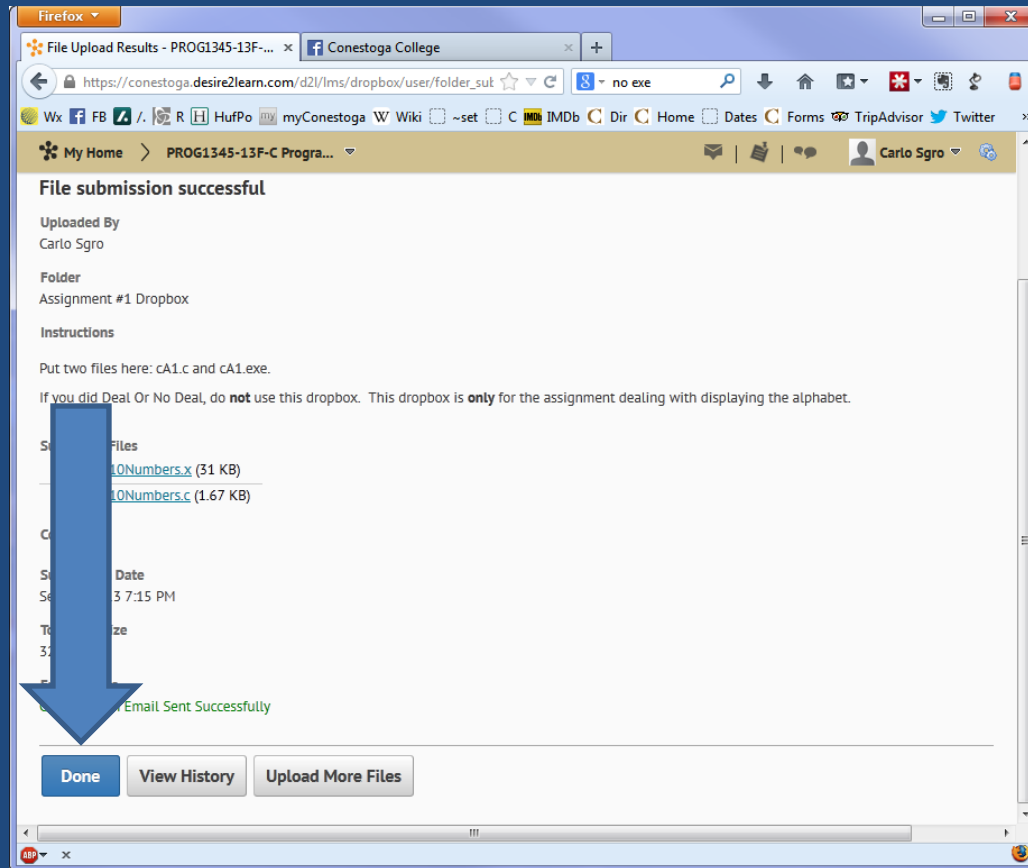 Firefox
File Upload Results - PROG1345-13F-... × Conestoga College × +
https://conestoga.desire2learn.com/d2l/lms/dropbox/user/folder_sub no exe
Wx FB /. R HufPo myConestoga Wiki ~set C IMDb Dir Home Dates Forms TripAdvisor Twitter »
My Home PROG1345-13F-C Progra... Carlo Sgro
File submission successful
Uploaded By
Carlo Sgro
Folder
Assignment #1 Dropbox
Instructions
Put two files here: cA1.c and cA1.exe.
If you did Deal Or No Deal, do not use this dropbox. This dropbox is only for the assignment dealing with displaying the alphabet.
Files
10Numbers.x (31 KB)
10Numbers.c (1.67 KB)
Date
3 7:15 PM
Email Sent Successfully
Done View History Upload More Files
ABP ×